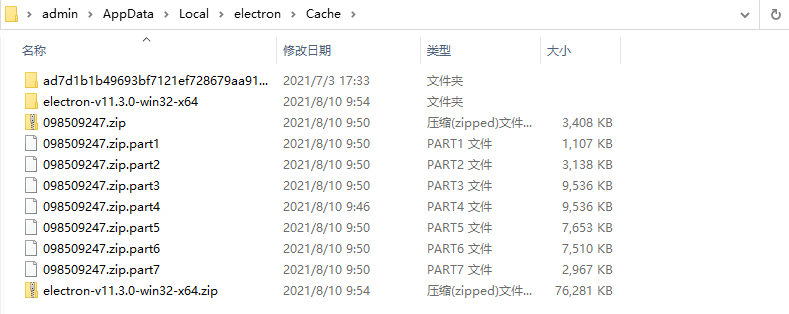 admin > AppData > Local > electron > Cache >
名称 修改日期 类型 大小
ad7d1b1b49693bf7121ef728679aa91... 2021/7/3 17:33 文件夹
electron-v11.3.0-win32-x64 2021/8/10 9:54 文件夹
098509247.zip 2021/8/10 9:50 压缩(zipped)文件... 3,408 KB
098509247.zip.part1 2021/8/10 9:50 PART1 文件 1,107 KB
098509247.zip.part2 2021/8/10 9:50 PART2 文件 3,138 KB
098509247.zip.part3 2021/8/10 9:50 PART3 文件 9,536 KB
098509247.zip.part4 2021/8/10 9:46 PART4 文件 9,536 KB
098509247.zip.part5 2021/8/10 9:50 PART5 文件 7,653 KB
098509247.zip.part6 2021/8/10 9:50 PART6 文件 7,510 KB
098509247.zip.part7 2021/8/10 9:50 PART7 文件 2,967 KB
electron-v11.3.0-win32-x64.zip 2021/8/10 9:54 压缩(zipped)文件... 76,281 KB